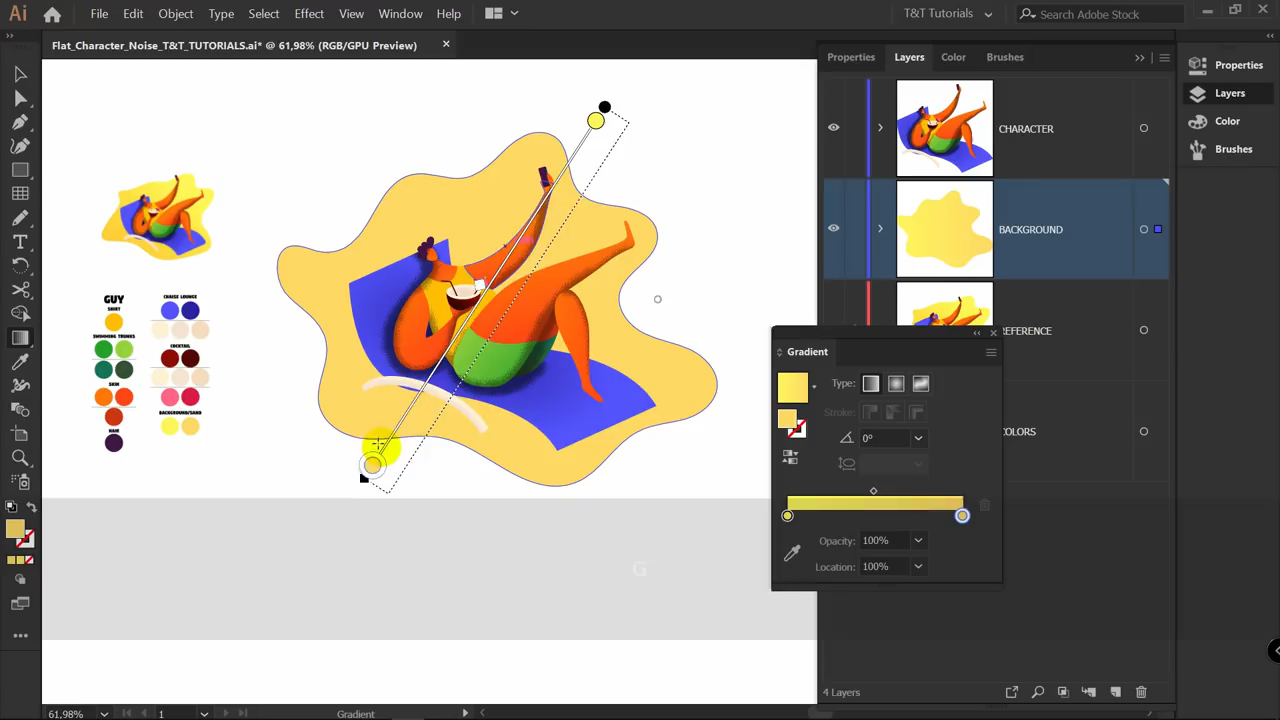 Ai
File Edit Object Type Select Effect View Window Help
T&T Tutorials
Search Adobe Stock
Flat_Character_Noise_T&T_TUTORIALS.ai* @ 61,98% (RGB/GPU Preview)
Properties Layers Color Brushes
Properties
Layers
Color
Brushes
CHARACTER
BACKGROUND
REFERENCE
COLORS
GUY
SHIRT
SWIMMING TRUNKS
SKIN
HAIR
CHAISE LOUNGE
COCKTAIL
BACKGROUND/SAND
Gradient
Type:
Stroke:
0°
Opacity: 100%
Location: 100%
G
4 Layers
61,98%
1
Gradient